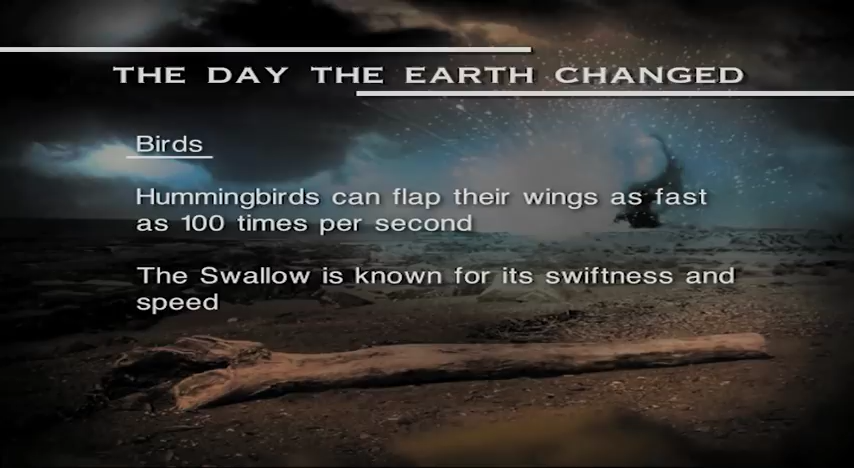 THE DAY THE EARTH CHANGED
Birds
Hummingbirds can flap their wings as fast
as 100 times per second
The Swallow is known for its swiftness and
speed